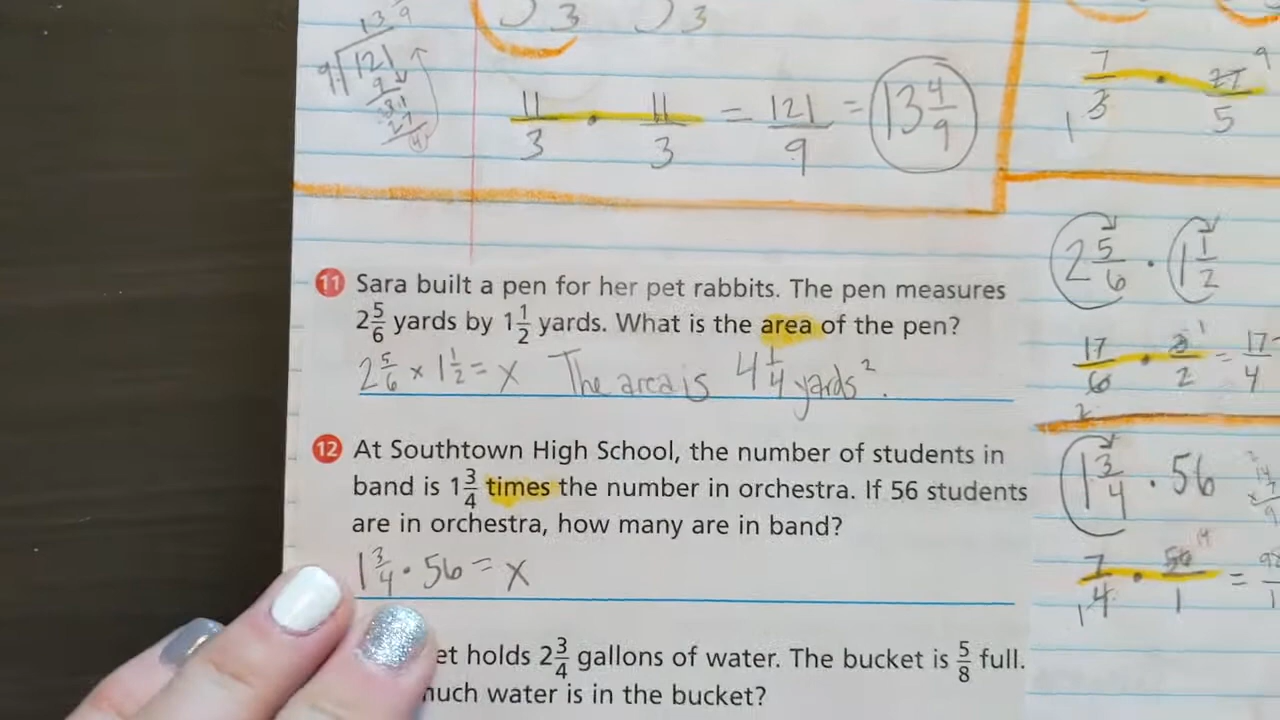 13 4/9
9)121
9
31
27
4
11/3 · 11/3 = 121/9 = 13 4/9
7/3 · 27/5 9
1
11 Sara built a pen for her pet rabbits. The pen measures
2 5/6 yards by 1 1/2 yards. What is the area of the pen?
2 5/6 × 1 1/2 = x The area is 4 1/4 yards².
12 At Southtown High School, the number of students in
band is 1 3/4 times the number in orchestra. If 56 students
are in orchestra, how many are in band?
1 3/4 · 56 = x
et holds 2 3/4 gallons of water. The bucket is 5/8 full.
much water is in the bucket?
2 5/6 · 1 1/2
17/6 · 3/2 = 17/4
2 1
1 3/4 · 56
7/4 · 56/1 =
1 14